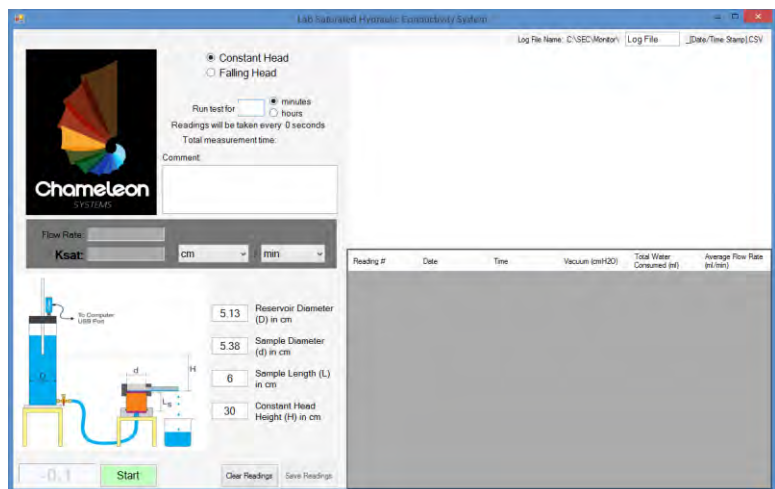 Lab Saturated Hydraulic Conductivity System
Log File Name: C:\SEC\Monitor\ Log File _[Date/Time Stamp].CSV
Constant Head
Falling Head
Run test for minutes
hours
Readings will be taken every 0 seconds
Total measurement time:
Comment:
Chameleon
SYSTEMS
Flow Rate:
Ksat: cm / min
Reading # Date Time Vacuum (cmH2O) Total Water Consumed (ml) Average Flow Rate (ml/min)
To Computer
USB Port
D
d
H
Ls
5.13 Reservoir Diameter
(D) in cm
5.38 Sample Diameter
(d) in cm
6 Sample Length (L)
in cm
30 Constant Head
Height (H) in cm
-0.1 Start Clear Readings Save Readings